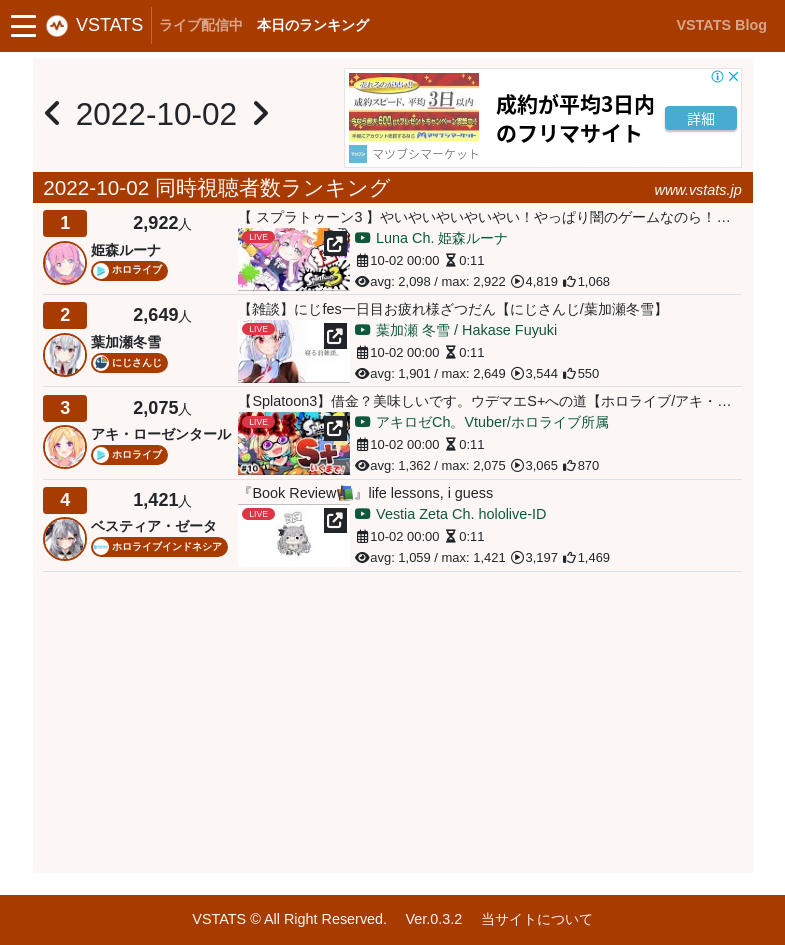 VSTATS ライブ配信中 本日のランキング VSTATS Blog
2022-10-02
売れるのが早い!!
成約スピード、平均 3日 以内
マツブシマーケット
成約が平均3日内
のフリマサイト
詳細
2022-10-02 同時視聴者数ランキング www.vstats.jp
1 2,922人
姫森ルーナ
ホロライブ
【 スプラトゥーン3 】やいやいやいやいやい！やっぱり闇のゲームなのら！…
LIVE
Luna Ch. 姫森ルーナ
10-02 00:00 0:11
avg: 2,098 / max: 2,922 4,819 1,068
2 2,649人
葉加瀬冬雪
にじさんじ
【雑談】にじfes一日目お疲れ様ざつだん【にじさんじ/葉加瀬冬雪】
LIVE
寝る前雑談。
葉加瀬 冬雪 / Hakase Fuyuki
10-02 00:00 0:11
avg: 1,901 / max: 2,649 3,544 550
3 2,075人
アキ・ローゼンタール
ホロライブ
【Splatoon3】借金？美味しいです。ウデマエS+への道【ホロライブ/アキ・…
LIVE
#10
S+
いくまで!
アキロゼCh。Vtuber/ホロライブ所属
10-02 00:00 0:11
avg: 1,362 / max: 2,075 3,065 870
4 1,421人
ベスティア・ゼータ
ホロライブインドネシア
『Book Review📚』life lessons, i guess
LIVE
Vestia Zeta Ch. hololive-ID
10-02 00:00 0:11
avg: 1,059 / max: 1,421 3,197 1,469
VSTATS © All Right Reserved. Ver.0.3.2 当サイトについて